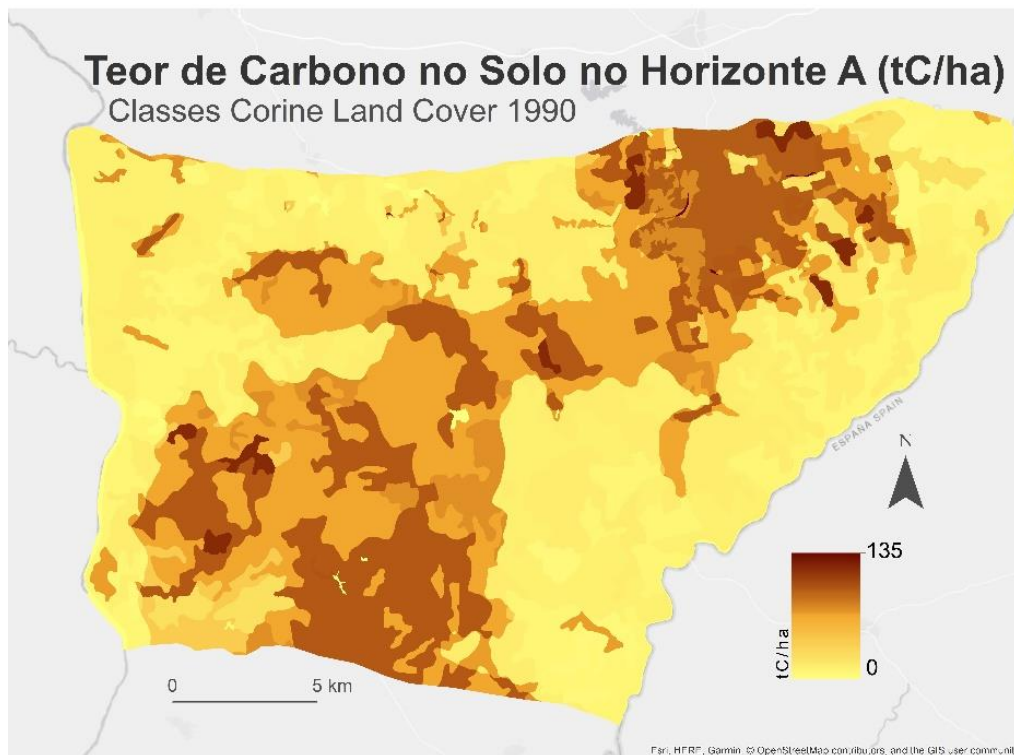 Teor de Carbono no Solo no Horizonte A (tC/ha)
Classes Corine Land Cover 1990
ESPAÑA SPAIN
N
135
tC/ha
0
0 5 km
Esri, HERE, Garmin, © OpenStreetMap contributors, and the GIS user communit